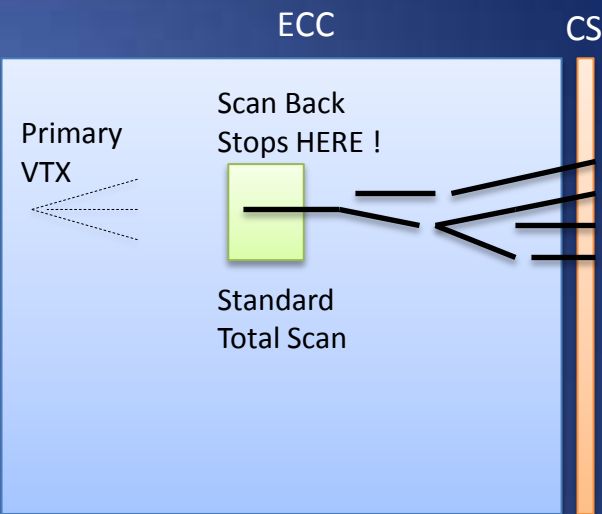 ECC
CS
Primary
VTX
Scan Back
Stops HERE !
Standard
Total Scan